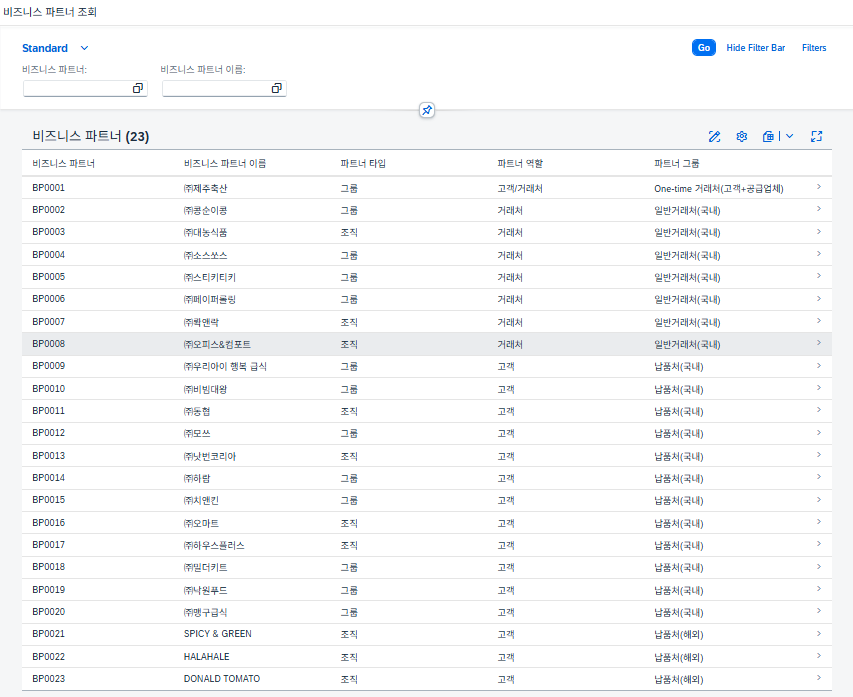 비즈니스 파트너 조회
Standard
Go Hide Filter Bar Filters
비즈니스 파트너: 비즈니스 파트너 이름:
비즈니스 파트너 (23)
비즈니스 파트너 비즈니스 파트너 이름 파트너 타입 파트너 역할 파트너 그룹
BP0001 ㈜제주축산 그룹 고객/거래처 One-time 거래처(고객+공급업체)
BP0002 ㈜콩순이콩 그룹 거래처 일반거래처(국내)
BP0003 ㈜대농식품 조직 거래처 일반거래처(국내)
BP0004 ㈜소스쏘스 그룹 거래처 일반거래처(국내)
BP0005 ㈜스티키티키 그룹 거래처 일반거래처(국내)
BP0006 ㈜페이퍼롤링 그룹 거래처 일반거래처(국내)
BP0007 ㈜락앤락 조직 거래처 일반거래처(국내)
BP0008 ㈜오피스&컴포트 조직 거래처 일반거래처(국내)
BP0009 ㈜우리아이 행복 급식 그룹 고객 납품처(국내)
BP0010 ㈜비빔대왕 그룹 고객 납품처(국내)
BP0011 ㈜동협 조직 고객 납품처(국내)
BP0012 ㈜모쓰 그룹 고객 납품처(국내)
BP0013 ㈜낫번코리아 조직 고객 납품처(국내)
BP0014 ㈜하람 그룹 고객 납품처(국내)
BP0015 ㈜치앤킨 그룹 고객 납품처(국내)
BP0016 ㈜오마트 조직 고객 납품처(국내)
BP0017 ㈜하우스플러스 조직 고객 납품처(국내)
BP0018 ㈜밀더키트 그룹 고객 납품처(국내)
BP0019 ㈜낙원푸드 그룹 고객 납품처(국내)
BP0020 ㈜맹구급식 그룹 고객 납품처(국내)
BP0021 SPICY & GREEN 조직 고객 납품처(해외)
BP0022 HALAHALE 조직 고객 납품처(해외)
BP0023 DONALD TOMATO 조직 고객 납품처(해외)